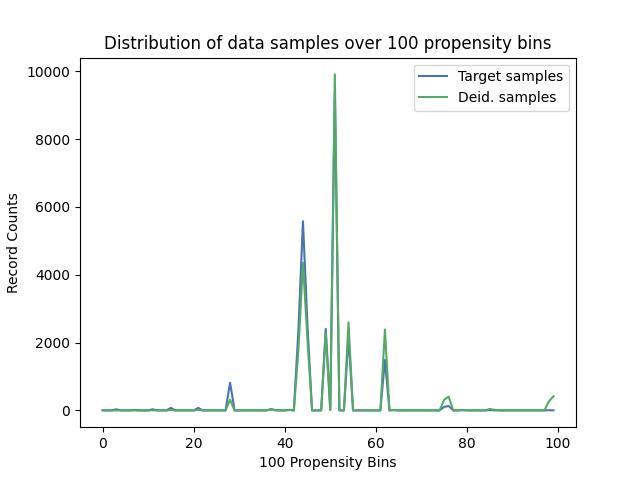 Distribution of data samples over 100 propensity bins
Target samples
Deid. samples
10000
8000
6000
4000
2000
0
Record Counts
0 20 40 60 80 100
100 Propensity Bins